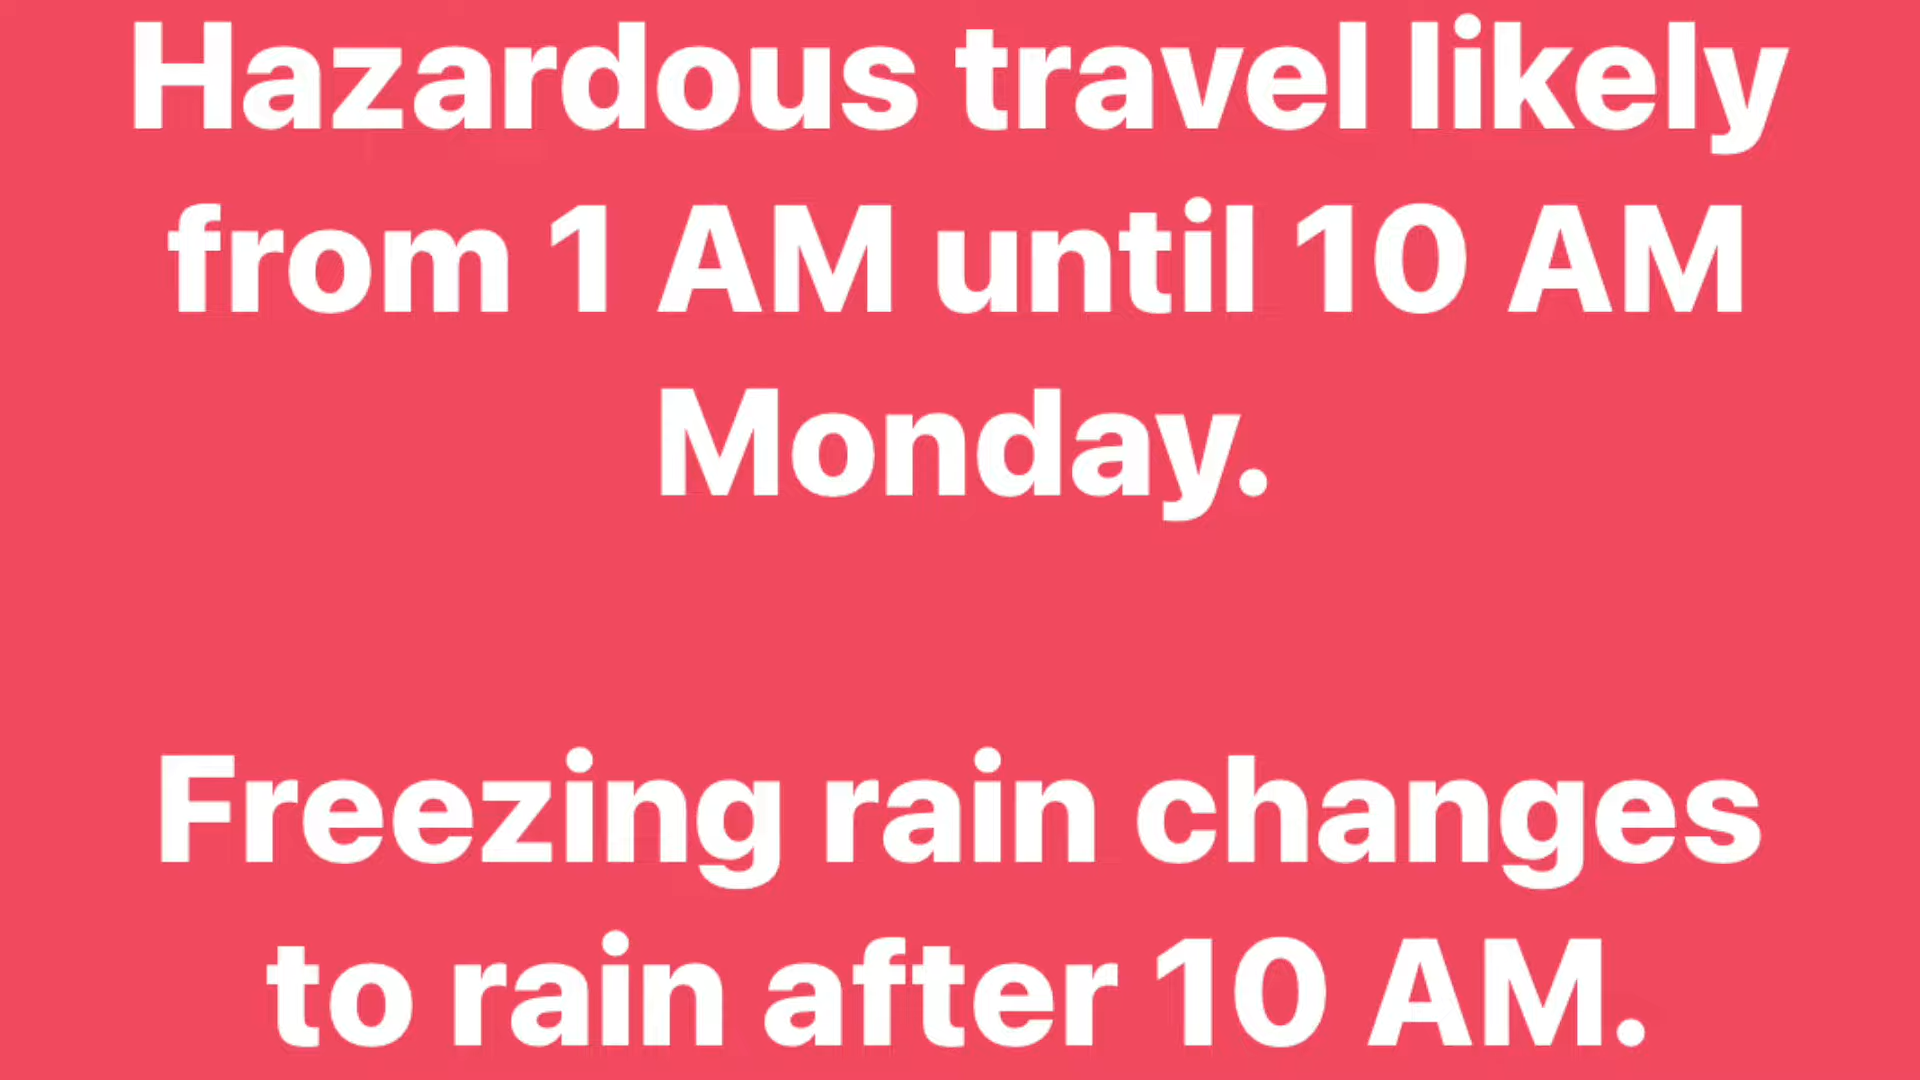 Hazardous travel likely
from 1 AM until 10 AM
Monday.
Freezing rain changes
to rain after 10 AM.